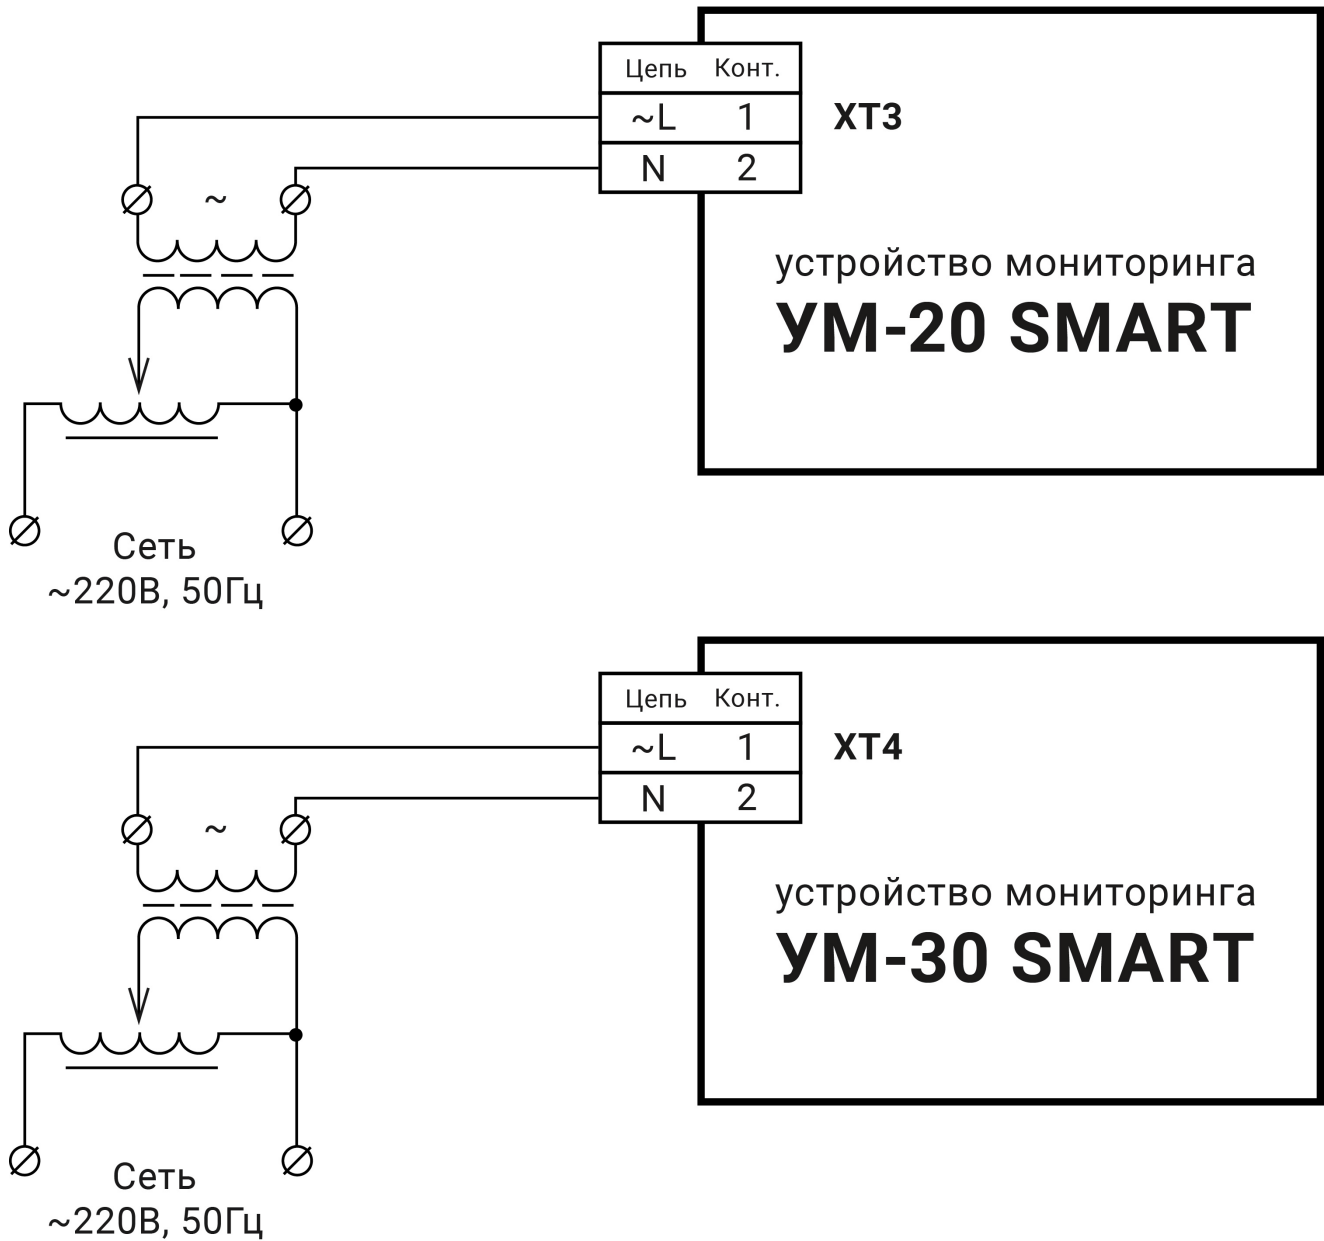 Цепь Конт.
~L 1
N 2
XT3
~
устройство мониторинга
УМ-20 SMART
Сеть
~220В, 50Гц
Цепь Конт.
~L 1
N 2
XT4
~
устройство мониторинга
УМ-30 SMART
Сеть
~220В, 50Гц